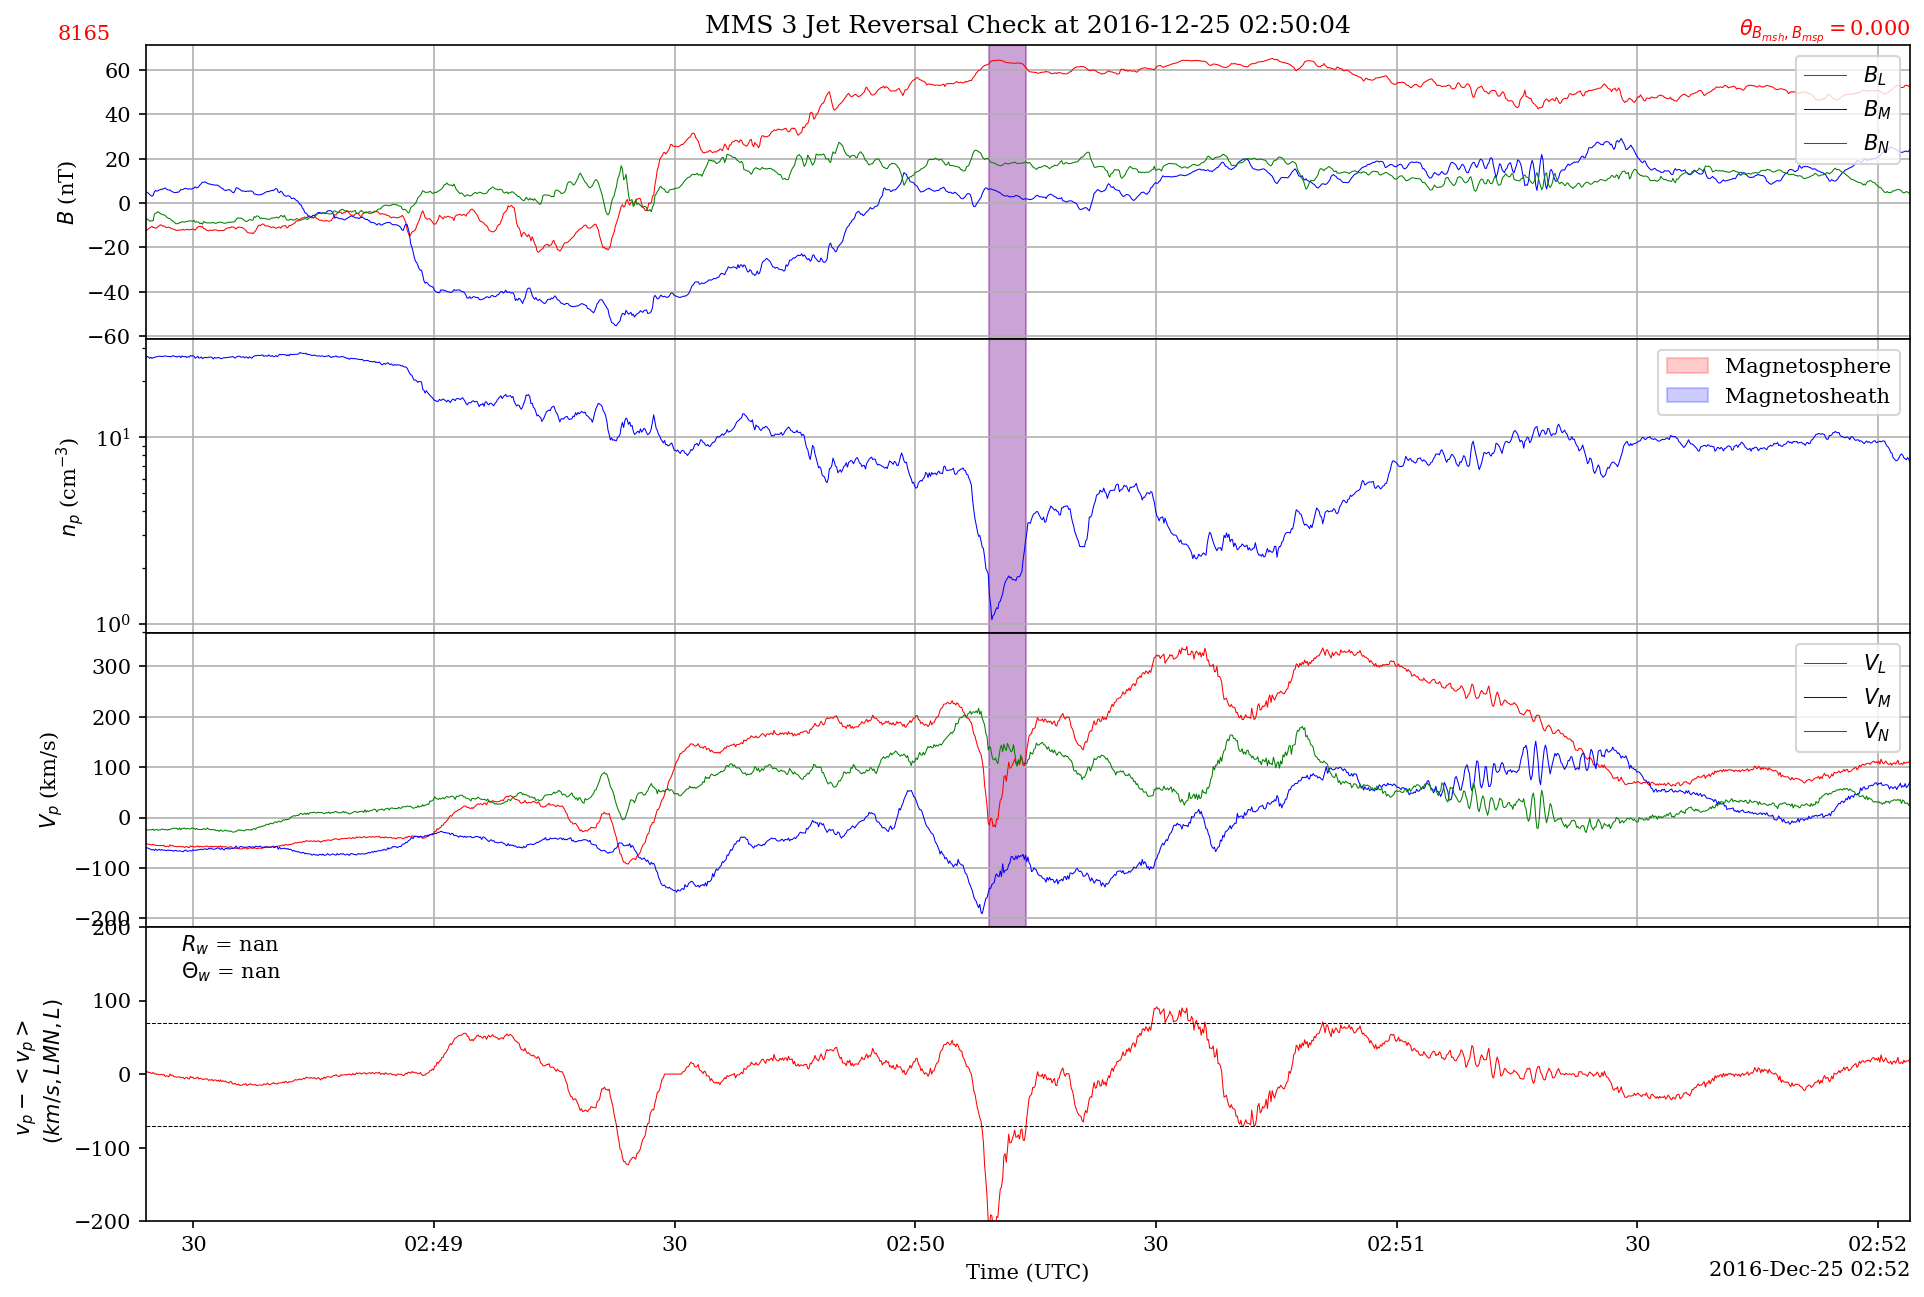 8165
MMS 3 Jet Reversal Check at 2016-12-25 02:50:04
θ_{B_{msh}, B_{msp}} = 0.000
B (nT)
60
40
20
0
−20
−40
−60
B_L
B_M
B_N
n_p (cm⁻³)
10¹
10⁰
Magnetosphere
Magnetosheath
V_p (km/s)
300
200
100
0
−100
−200
V_L
V_M
V_N
v_p − < v_p >
(km/s, LMN, L)
200
100
0
−100
−200
R_w = nan
Θ_w = nan
30
02:49
30
02:50
30
02:51
30
02:52
Time (UTC)
2016-Dec-25 02:52